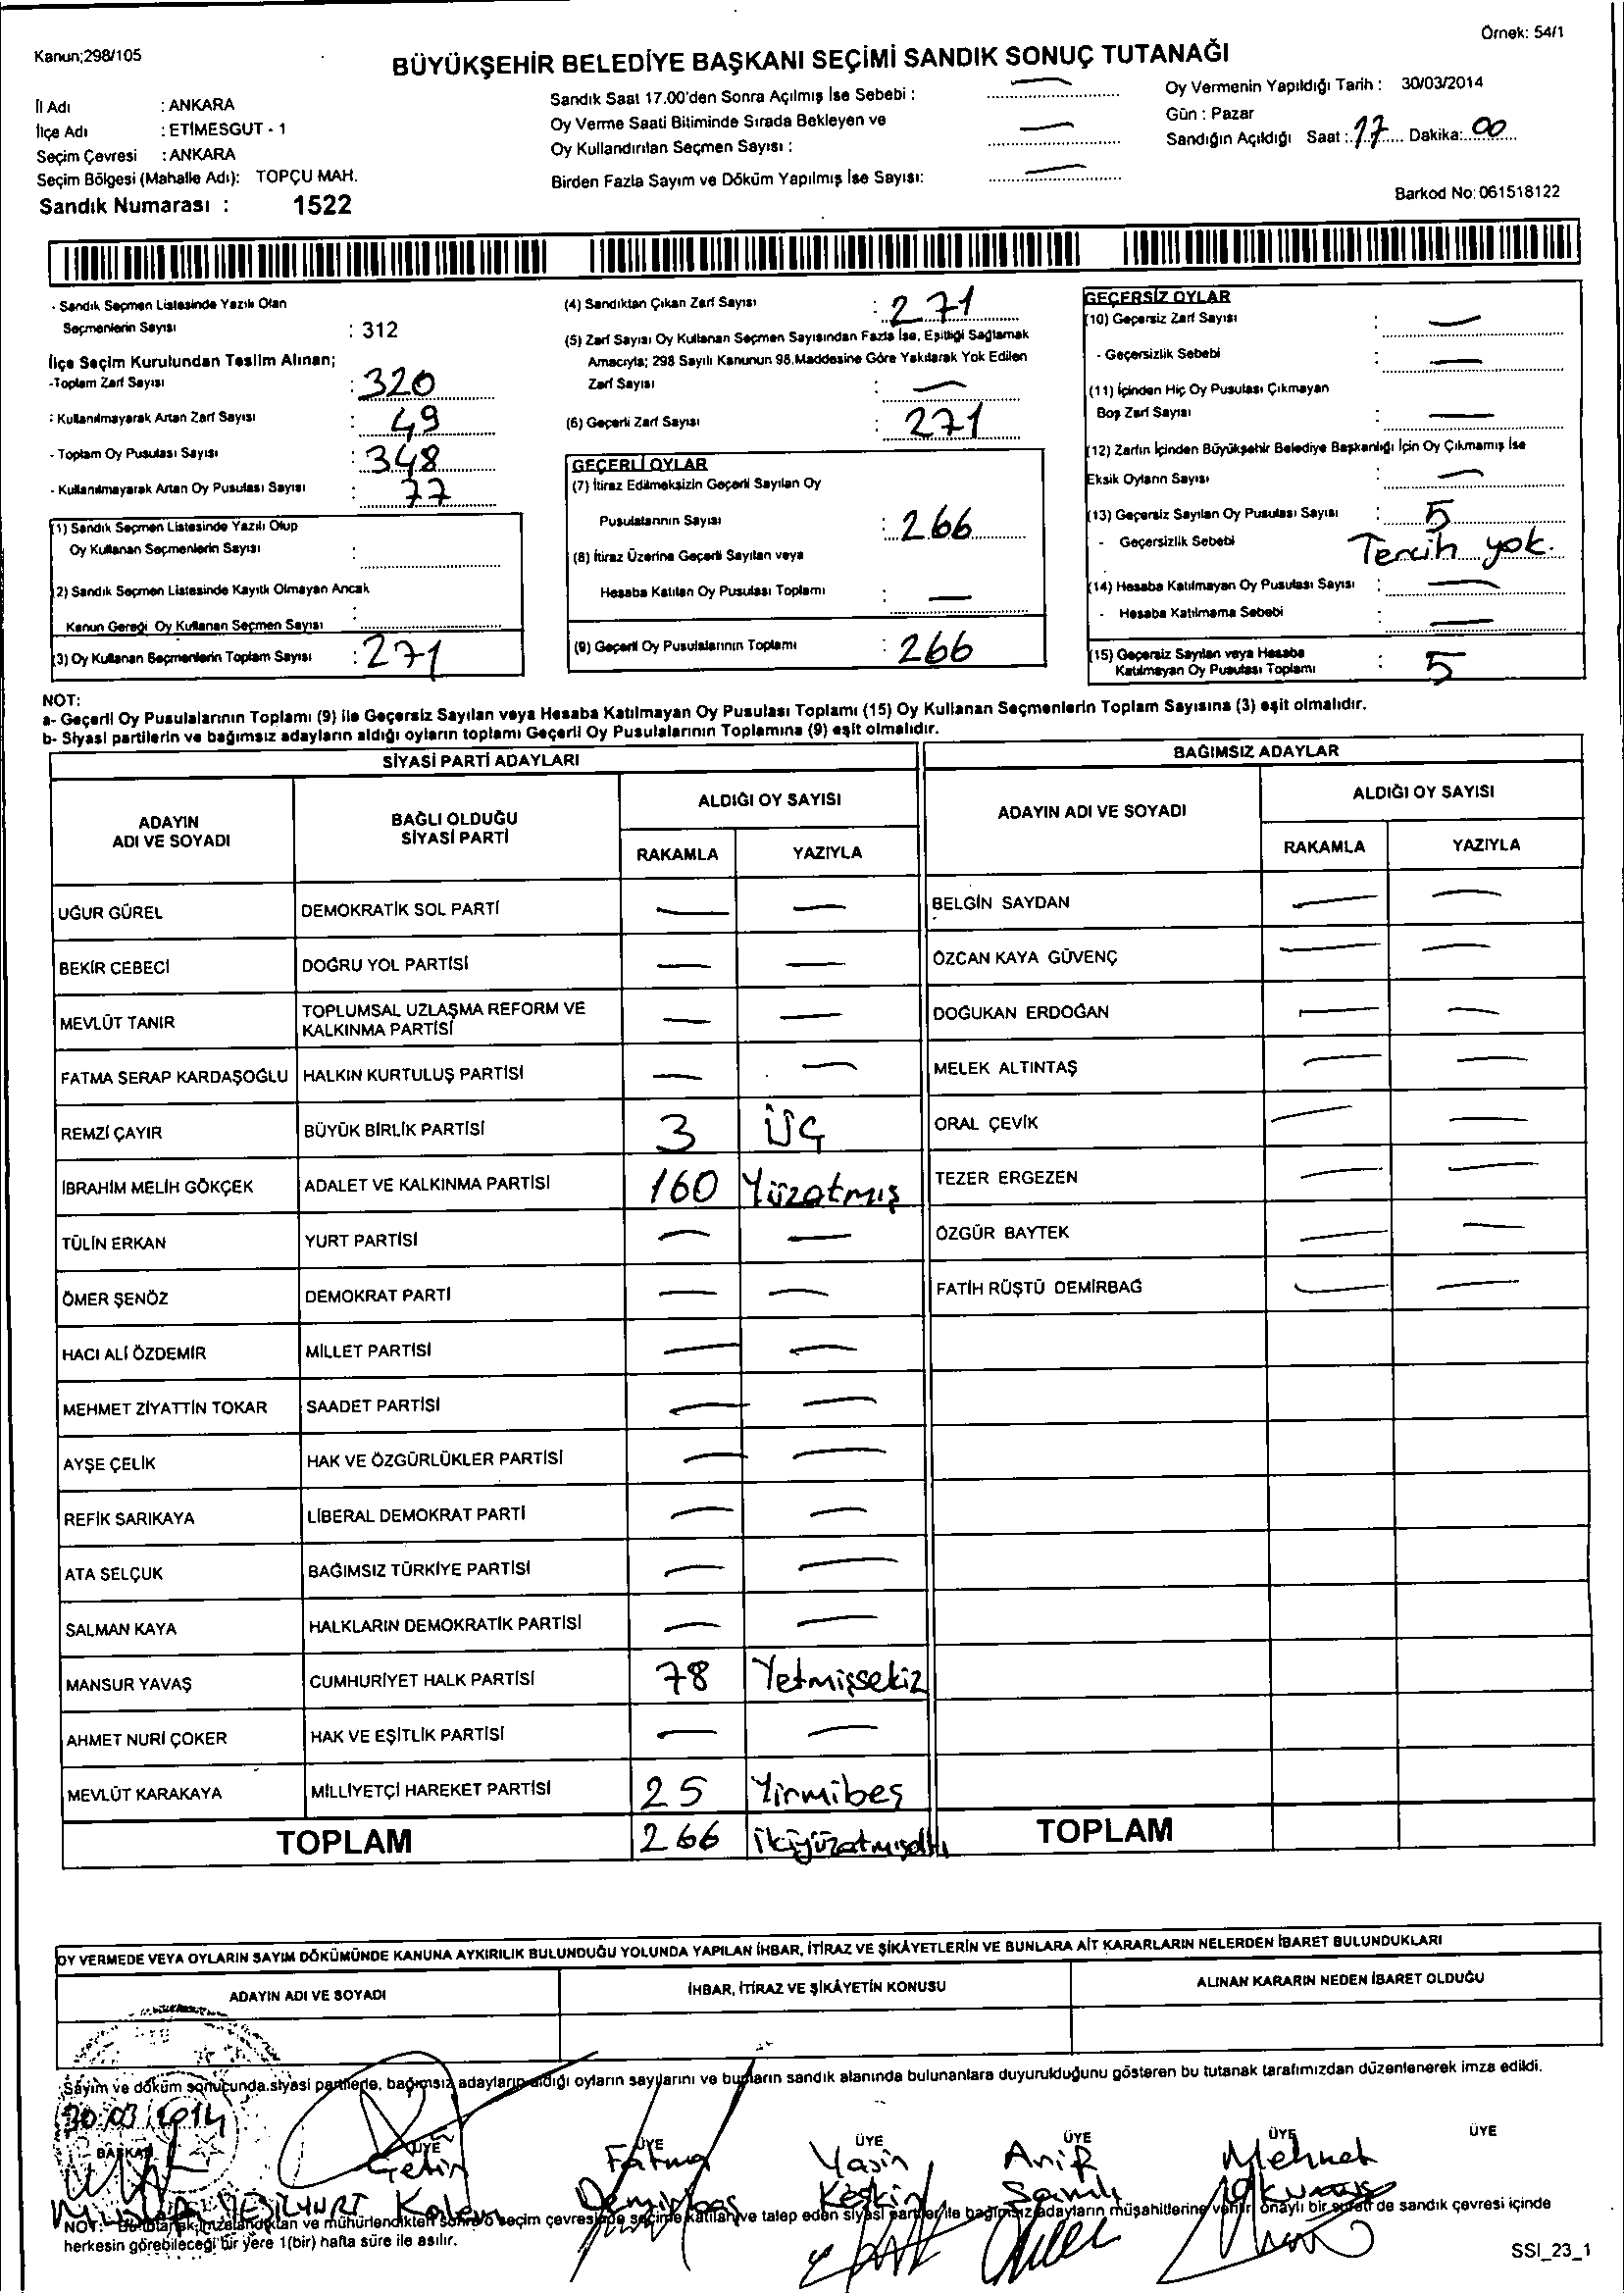 Örnek: 54/1
Kanun;298/105
BÜYÜKŞEHİR BELEDİYE BAŞKANI SEÇİMİ SANDIK SONUÇ TUTANAĞI
İl Adı : ANKARA
İlçe Adı : ETİMESGUT - 1
Seçim Çevresi : ANKARA
Seçim Bölgesi (Mahalle Adı): TOPÇU MAH.
Sandık Numarası : 1522
Sandık Saat 17.00'den Sonra Açılmış İse Sebebi : —
Oy Verme Saati Bitiminde Sırada Bekleyen ve
Oy Kullandırılan Seçmen Sayısı : —
Birden Fazla Sayım ve Döküm Yapılmış İse Sayısı: —
Oy Vermenin Yapıldığı Tarih : 30/03/2014
Gün : Pazar
Sandığın Açıldığı Saat : 17 Dakika: 00
Barkod No: 061518122
- Sandık Seçmen Listesinde Yazılı Olan
Seçmenlerin Sayısı : 312
İlçe Seçim Kurulundan Teslim Alınan;
-Toplam Zarf Sayısı : 320
- Kullanılmayarak Artan Zarf Sayısı : 49
- Toplam Oy Pusulası Sayısı : 348
- Kullanılmayarak Artan Oy Pusulası Sayısı : 77
(1) Sandık Seçmen Listesinde Yazılı Olup
Oy Kullanan Seçmenlerin Sayısı :
2) Sandık Seçmen Listesinde Kayıtlı Olmayan Ancak
Kanun Gereği Oy Kullanan Seçmen Sayısı :
(3) Oy Kullanan Seçmenlerin Toplam Sayısı : 271
(4) Sandıktan Çıkan Zarf Sayısı : 271
(5) Zarf Sayısı Oy Kullanan Seçmen Sayısından Fazla İse, Eşitliği Sağlamak
Amacıyla; 298 Sayılı Kanunun 98.Maddesine Göre Yakılarak Yok Edilen
Zarf Sayısı : —
(6) Geçerli Zarf Sayısı : 271
GEÇERLİ OYLAR
(7) İtiraz Edilmeksizin Geçerli Sayılan Oy
Pusulalarının Sayısı : 266
(8) İtiraz Üzerine Geçerli Sayılan veya
Hesaba Katılan Oy Pusulası Toplamı : —
(9) Geçerli Oy Pusulalarının Toplamı : 266
GEÇERSİZ OYLAR
(10) Geçersiz Zarf Sayısı : —
- Geçersizlik Sebebi : —
(11) İçinden Hiç Oy Pusulası Çıkmayan
Boş Zarf Sayısı : —
(12) Zarfın İçinden Büyükşehir Belediye Başkanlığı İçin Oy Çıkmamış İse
Eksik Oyların Sayısı : —
(13) Geçersiz Sayılan Oy Pusulası Sayısı : 5
- Geçersizlik Sebebi Tercih yok.
(14) Hesaba Katılmayan Oy Pusulası Sayısı : —
- Hesaba Katılmama Sebebi : —
(15) Geçersiz Sayılan veya Hesaba
Katılmayan Oy Pusulası Toplamı : 5
NOT:
a- Geçerli Oy Pusulalarının Toplamı (9) ile Geçersiz Sayılan veya Hesaba Katılmayan Oy Pusulası Toplamı (15) Oy Kullanan Seçmenlerin Toplam Sayısına (3) eşit olmalıdır.
b- Siyasi partilerin ve bağımsız adayların aldığı oyların toplamı Geçerli Oy Pusulalarının Toplamına (9) eşit olmalıdır.
SİYASİ PARTİ ADAYLARI
ADAYIN ADI VE SOYADI BAĞLI OLDUĞU SİYASİ PARTİ ALDIĞI OY SAYISI
RAKAMLA YAZIYLA
UĞUR GÜREL DEMOKRATİK SOL PARTİ — —
BEKİR CEBECİ DOĞRU YOL PARTİSİ — —
MEVLÜT TANIR TOPLUMSAL UZLAŞMA REFORM VE KALKINMA PARTİSİ — —
FATMA SERAP KARDAŞOĞLU HALKIN KURTULUŞ PARTİSİ — —
REMZİ ÇAYIR BÜYÜK BİRLİK PARTİSİ 3 ÜÇ
İBRAHİM MELİH GÖKÇEK ADALET VE KALKINMA PARTİSİ 160 Yüzatmış
TÜLİN ERKAN YURT PARTİSİ — —
ÖMER ŞENÖZ DEMOKRAT PARTİ — —
HACI ALİ ÖZDEMİR MİLLET PARTİSİ — —
MEHMET ZİYATTİN TOKAR SAADET PARTİSİ — —
AYŞE ÇELİK HAK VE ÖZGÜRLÜKLER PARTİSİ — —
REFİK SARIKAYA LİBERAL DEMOKRAT PARTİ — —
ATA SELÇUK BAĞIMSIZ TÜRKİYE PARTİSİ — —
SALMAN KAYA HALKLARIN DEMOKRATİK PARTİSİ — —
MANSUR YAVAŞ CUMHURİYET HALK PARTİSİ 78 Yetmişsekiz
AHMET NURİ ÇOKER HAK VE EŞİTLİK PARTİSİ — —
MEVLÜT KARAKAYA MİLLİYETÇİ HAREKET PARTİSİ 25 Yirmibeş
TOPLAM 266 ikiyüzatmışaltı
BAĞIMSIZ ADAYLAR
ADAYIN ADI VE SOYADI ALDIĞI OY SAYISI
RAKAMLA YAZIYLA
BELGİN SAYDAN — —
ÖZCAN KAYA GÜVENÇ — —
DOĞUKAN ERDOĞAN — —
MELEK ALTINTAŞ — —
ORAL ÇEVİK — —
TEZER ERGEZEN — —
ÖZGÜR BAYTEK — —
FATİH RÜŞTÜ DEMİRBAĞ — —
TOPLAM
OY VERMEDE VEYA OYLARIN SAYIM DÖKÜMÜNDE KANUNA AYKIRILIK BULUNDUĞU YOLUNDA YAPILAN İHBAR, İTİRAZ VE ŞİKÂYETLERİN VE BUNLARA AİT KARARLARIN NELERDEN İBARET BULUNDUKLARI
ADAYIN ADI VE SOYADI İHBAR, İTİRAZ VE ŞİKÂYETİN KONUSU ALINAN KARARIN NEDEN İBARET OLDUĞU
Sayım ve döküm sonucunda siyasi partilerle, bağımsız adayların aldığı oyların sayılarını ve bunların sandık alanında bulunanlara duyurulduğunu gösteren bu tutanak tarafımızdan düzenlenerek imza edildi.
30.03.2014
BAŞKAN ÜYE ÜYE ÜYE ÜYE ÜYE ÜYE
Fatma Yasin Arif Mehmet
YEŞİLYURT Kalem Demirtaş Keskin
NOT: Bu tutanak imzalandıktan ve mühürlendikten sonra o seçim çevresinde seçime katılan ve talep eden siyasi partiler ile bağımsız adayların müşahitlerine verilir, onaylı bir sureti de sandık çevresi içinde
herkesin görebileceği bir yere 1(bir) hafta süre ile asılır.
SSI_23_1